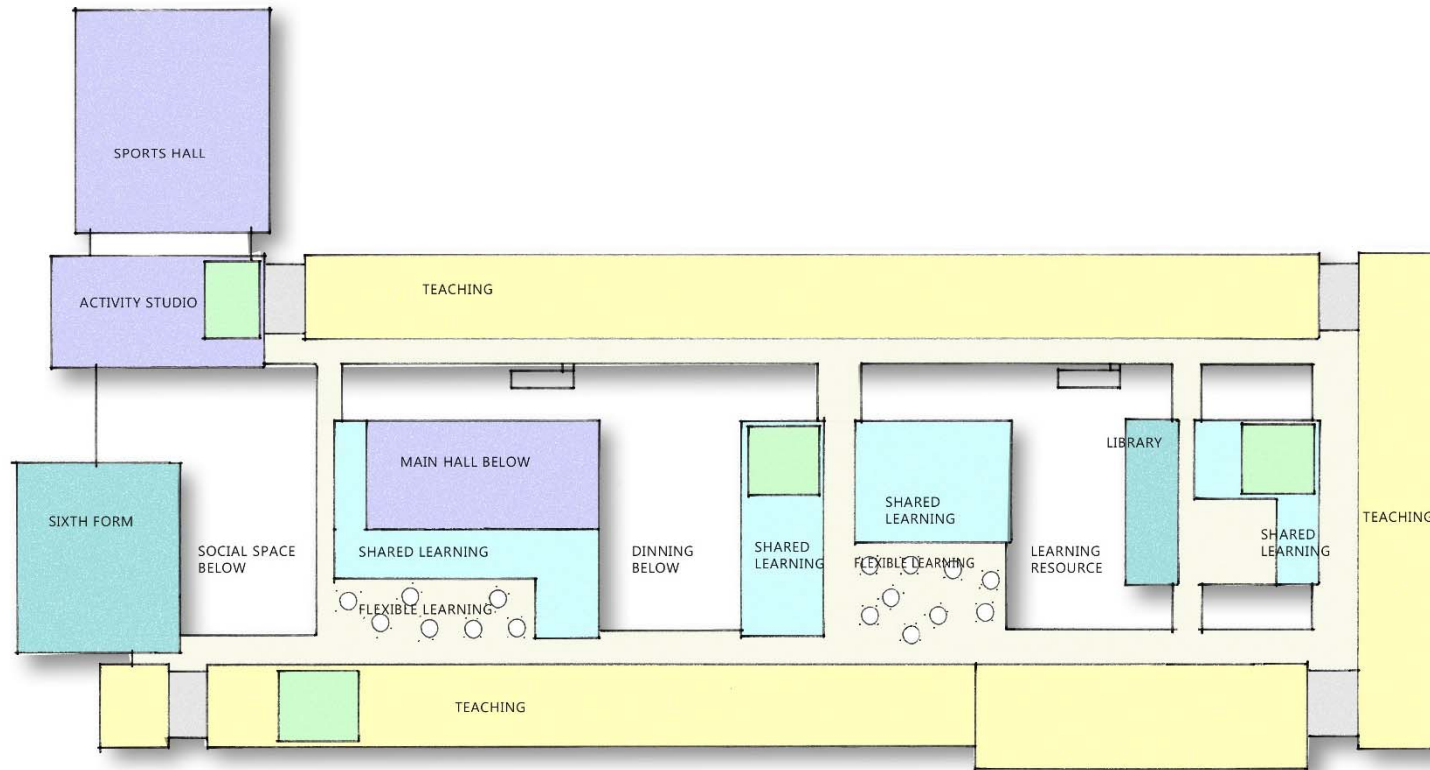 SPORTS HALL
ACTIVITY STUDIO
TEACHING
MAIN HALL BELOW
LIBRARY
SIXTH FORM
SHARED
LEARNING
TEACHING
SOCIAL SPACE
BELOW
SHARED LEARNING
DINNING
BELOW
SHARED
LEARNING
FLEXIBLE LEARNING
LEARNING
RESOURCE
SHARED
LEARNING
FLEXIBLE LEARNING
TEACHING